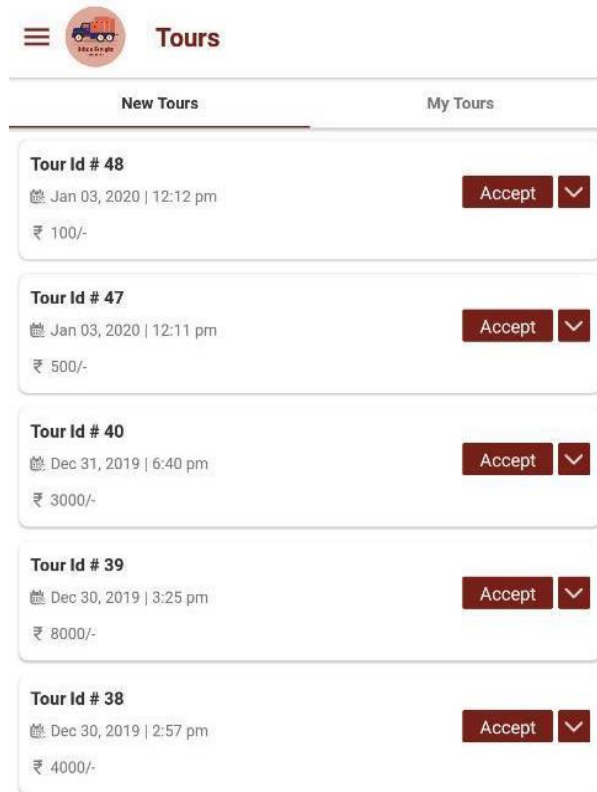 Tours
New Tours
My Tours
Tour Id # 48
Jan 03, 2020 | 12:12 pm
Accept
₹ 100/-
Tour Id # 47
Jan 03, 2020 | 12:11 pm
Accept
₹ 500/-
Tour Id # 40
Dec 31, 2019 | 6:40 pm
Accept
₹ 3000/-
Tour Id # 39
Dec 30, 2019 | 3:25 pm
Accept
₹ 8000/-
Tour Id # 38
Dec 30, 2019 | 2:57 pm
Accept
₹ 4000/-